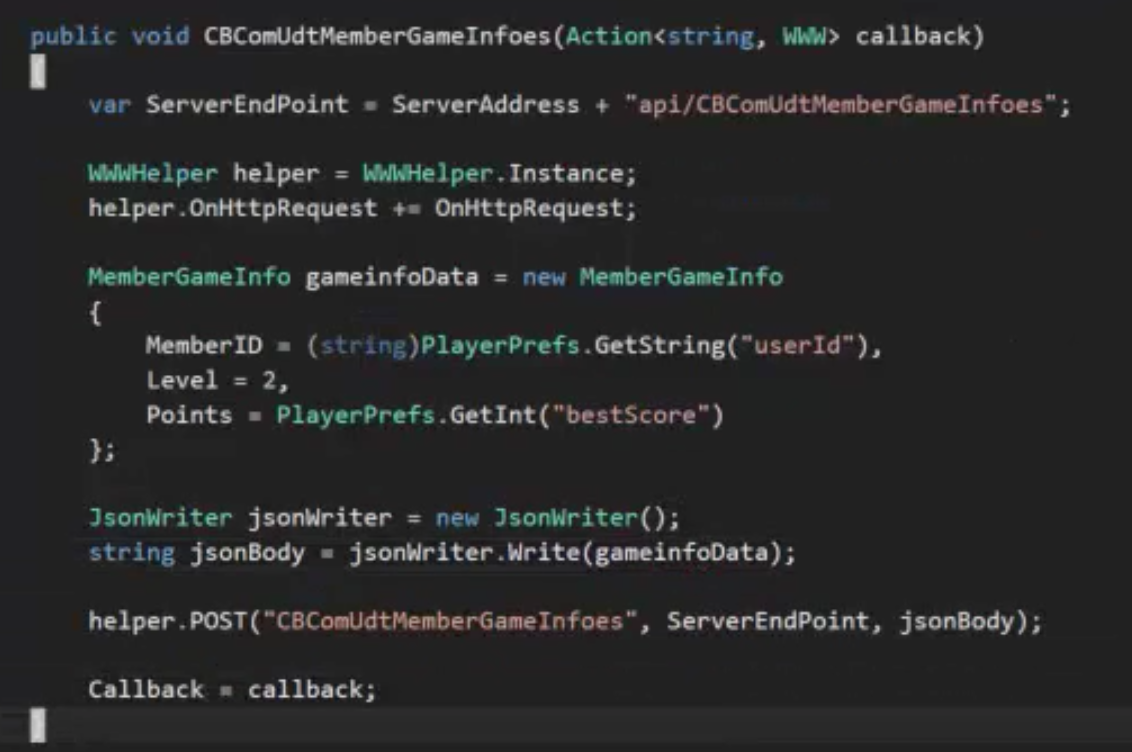 public void CBComUdtMemberGameInfoes(Action<string, WWW> callback)
var ServerEndPoint = ServerAddress + "api/CBComUdtMemberGameInfoes";
WWWHelper helper = WWWHelper.Instance;
helper.OnHttpRequest += OnHttpRequest;
MemberGameInfo gameinfoData = new MemberGameInfo
{
MemberID = (string)PlayerPrefs.GetString("userId"),
Level = 2,
Points = PlayerPrefs.GetInt("bestScore")
};
JsonWriter jsonWriter = new JsonWriter();
string jsonBody = jsonWriter.Write(gameinfoData);
helper.POST("CBComUdtMemberGameInfoes", ServerEndPoint, jsonBody);
Callback = callback;